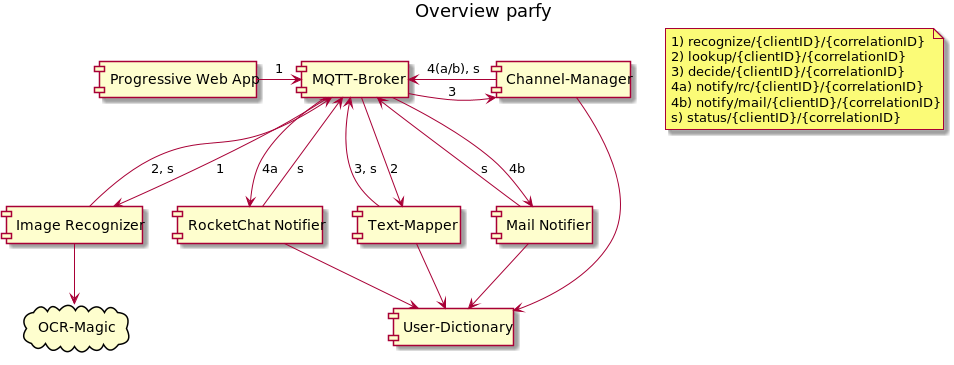 Overview parfy
1) recognize/{clientID}/{correlationID}
2) lookup/{clientID}/{correlationID}
3) decide/{clientID}/{correlationID}
4a) notify/rc/{clientID}/{correlationID}
4b) notify/mail/{clientID}/{correlationID}
s) status/{clientID}/{correlationID}
Progressive Web App
1
MQTT-Broker
4(a/b), s
3
Channel-Manager
2, s
1
4a
s
3, s
2
s
4b
Image Recognizer
RocketChat Notifier
Text-Mapper
Mail Notifier
OCR-Magic
User-Dictionary